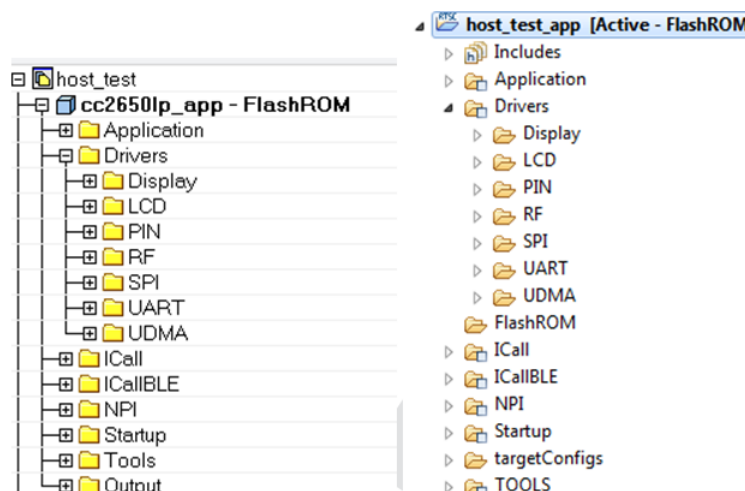 host_test
cc2650lp_app - FlashROM
Application
Drivers
Display
LCD
PIN
RF
SPI
UART
UDMA
ICall
ICallBLE
NPI
Startup
Tools
Output
RTSC
host_test_app [Active - FlashROM
Includes
Application
Drivers
Display
LCD
PIN
RF
SPI
UART
UDMA
FlashROM
ICall
ICallBLE
NPI
Startup
targetConfigs
TOOLS